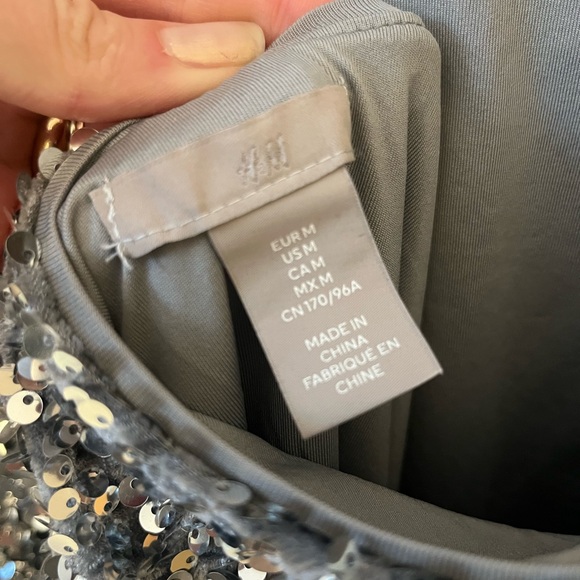 H&M
EUR M
US M
CA M
MX M
CN 170/96A
MADE IN
CHINA
FABRIQUÉ EN
CHINE